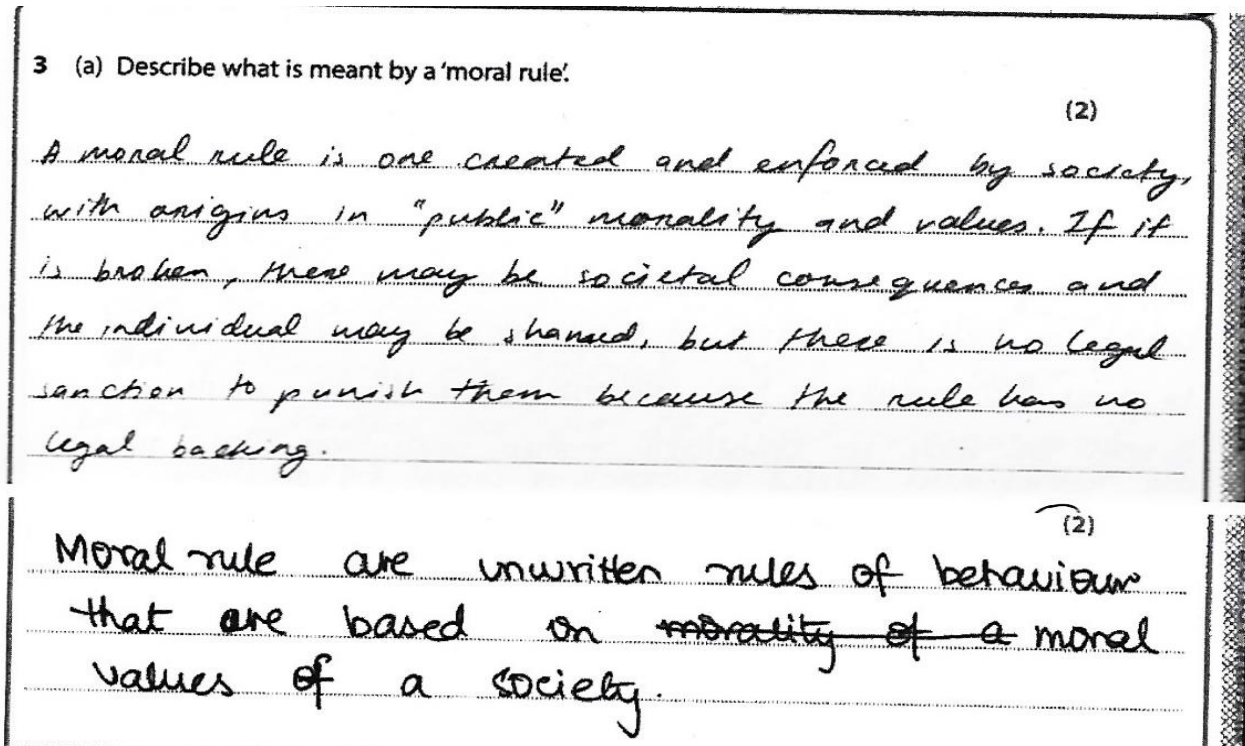 3 (a) Describe what is meant by a 'moral rule'.
(2)
A moral rule is one created and enforced by society,
with origins in "public" morality and values. If it
is broken, there may be societal consequences and
the individual may be shamed, but there is no legal
sanction to punish them because the rule has no
legal backing.
(2)
Moral rule are unwritten rules of behaviour
that are based on morality of a moral
values of a society.